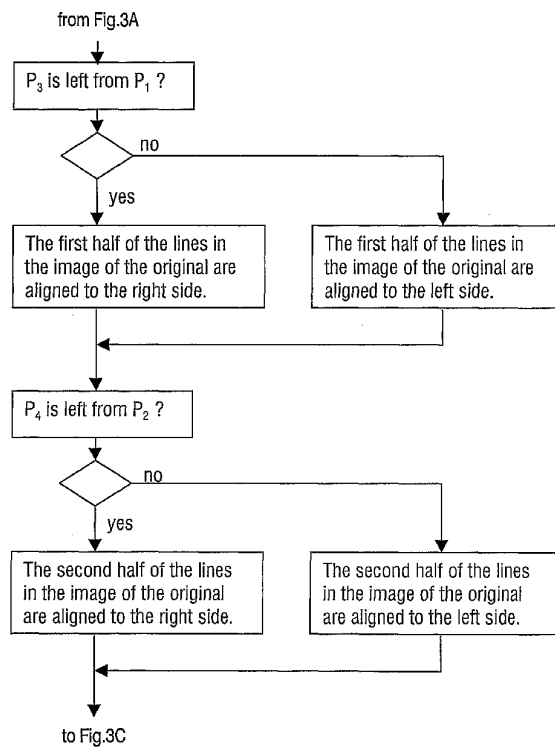 from Fig.3A
P₃ is left from P₁ ?
no
yes
The first half of the lines in
the image of the original are
aligned to the right side.
The first half of the lines in
the image of the original are
aligned to the left side.
P₄ is left from P₂ ?
no
yes
The second half of the lines
in the image of the original
are aligned to the right side.
The second half of the lines
in the image of the original
are aligned to the left side.
to Fig.3C